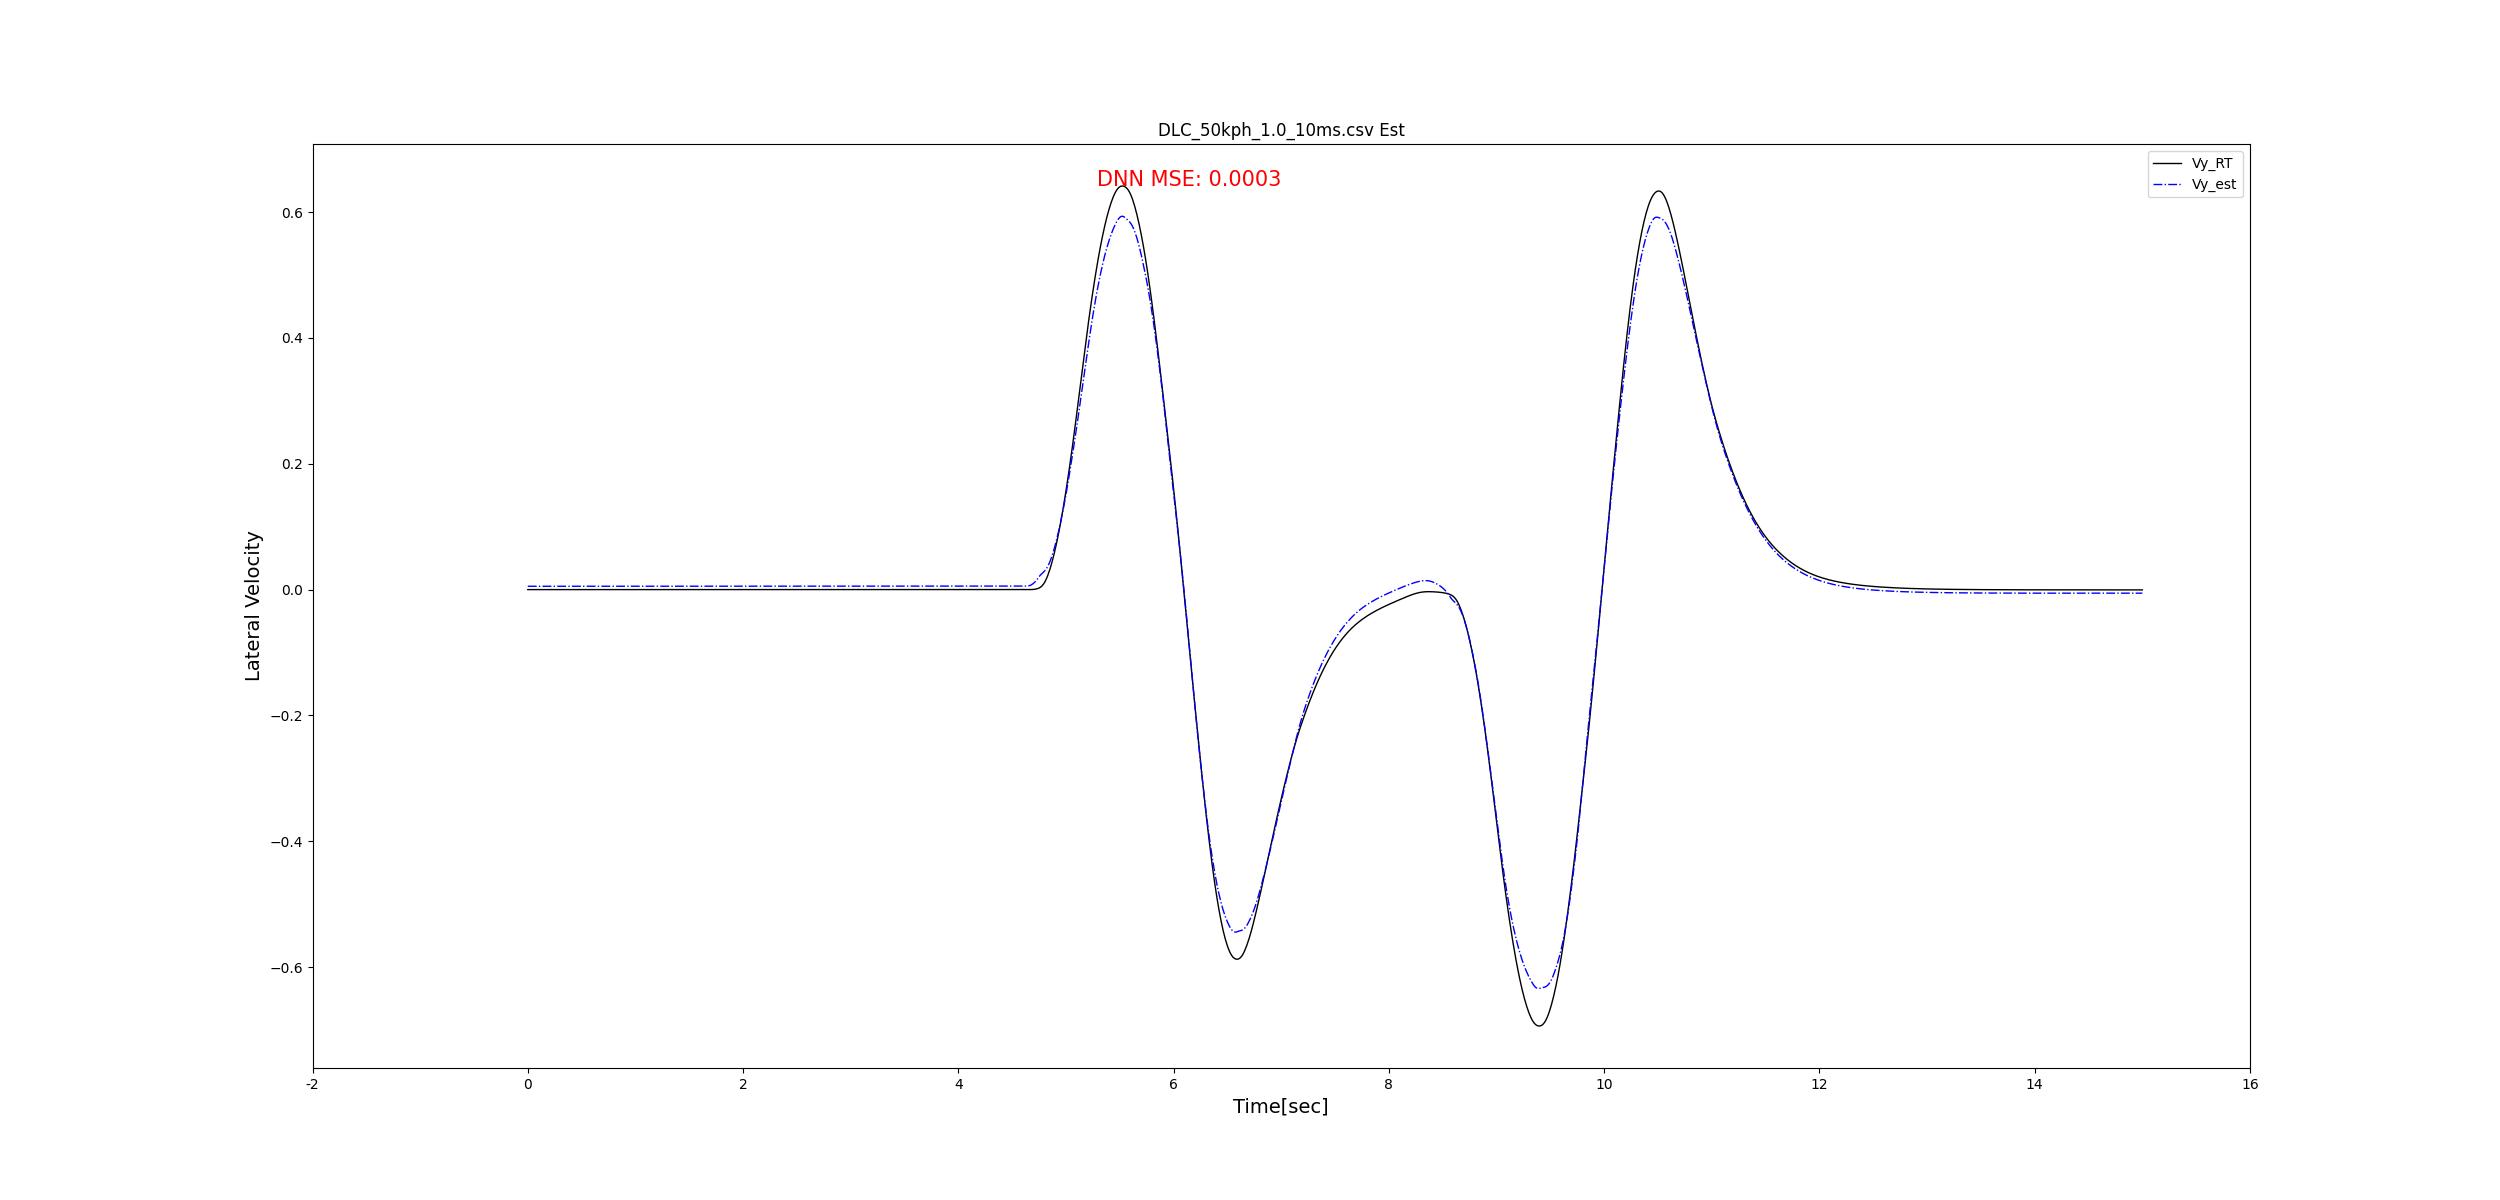 DLC_50kph_1.0_10ms.csv Est
DNN MSE: 0.0003
Vy_RT
Vy_est
Lateral Velocity
0.6
0.4
0.2
0.0
−0.2
−0.4
−0.6
-2
0
2
4
6
8
10
12
14
16
Time[sec]